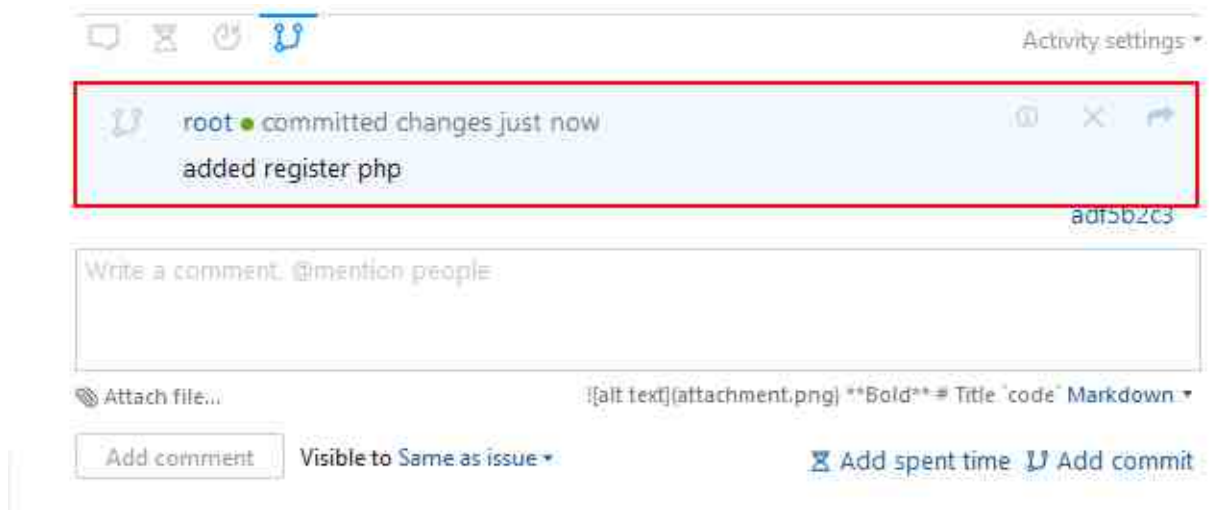 Activity settings
root committed changes just now
added register php
adf5b2c3
Write a comment, @mention people
Attach file...
![alt text](attachment.png) **Bold** # Title `code` Markdown
Add comment Visible to Same as issue
Add spent time Add commit